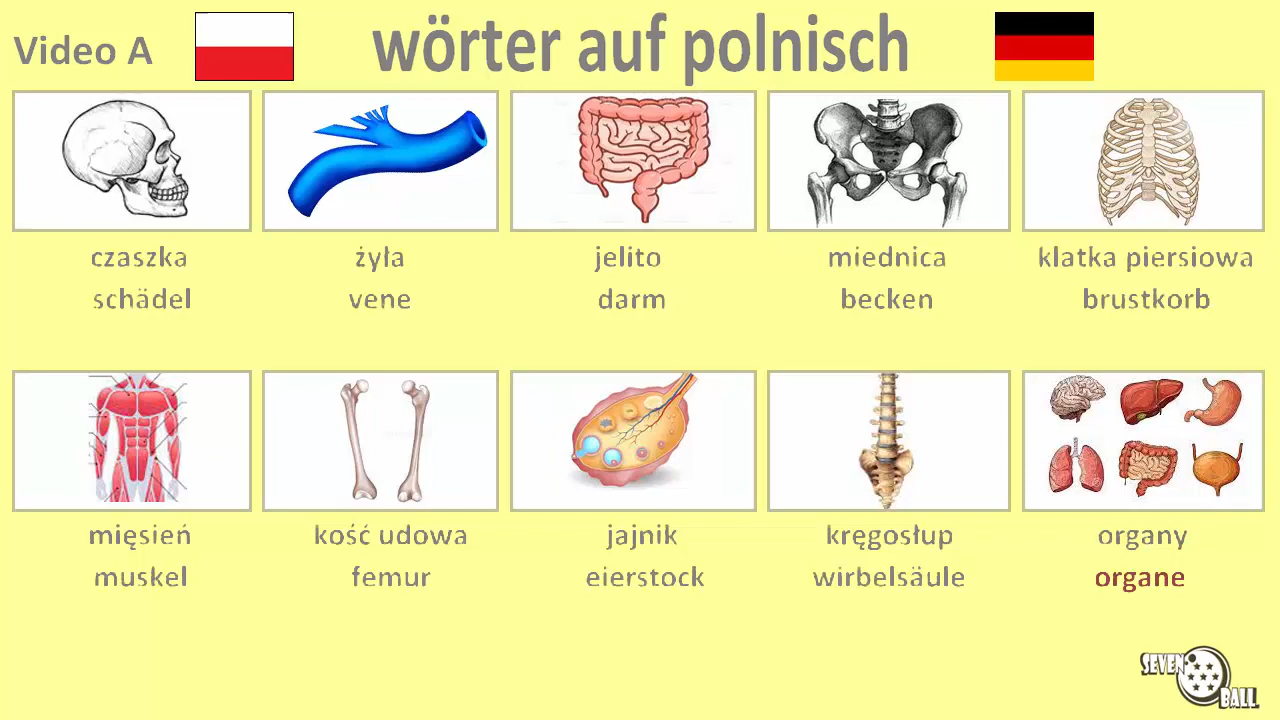 Video A
wörter auf polnisch
czaszka
schädel
żyła
vene
jelito
darm
miednica
becken
klatka piersiowa
brustkorb
mięsień
muskel
kość udowa
femur
jajnik
eierstock
kręgosłup
wirbelsäule
organy
organe
SEVEN
BALL